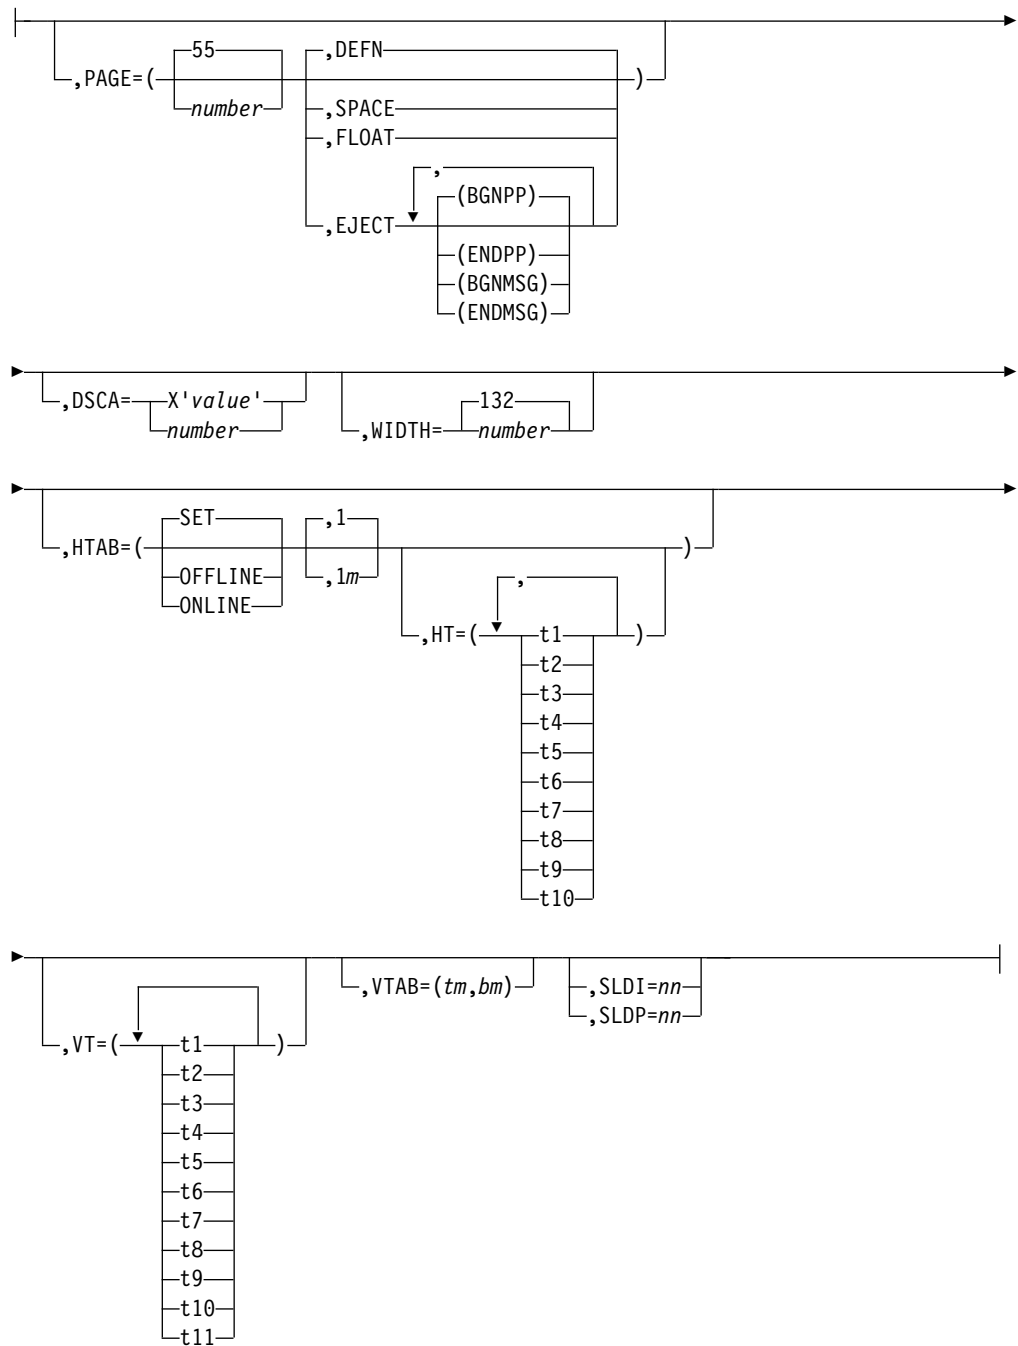 55
,DEFN
,PAGE=(
)
number
,SPACE
,FLOAT
,
(BGNPP)
,EJECT
(ENDPP)
(BGNMSG)
(ENDMSG)
,DSCA=
X'value'
number
,WIDTH=
132
number
SET
,1
,HTAB=(
)
OFFLINE
,1m
ONLINE
,
,HT=(
t1
)
t2
t3
t4
t5
t6
t7
t8
t9
t10
,VT=(
t1
)
t2
t3
t4
t5
t6
t7
t8
t9
t10
t11
,VTAB=(tm,bm)
,SLDI=nn
,SLDP=nn